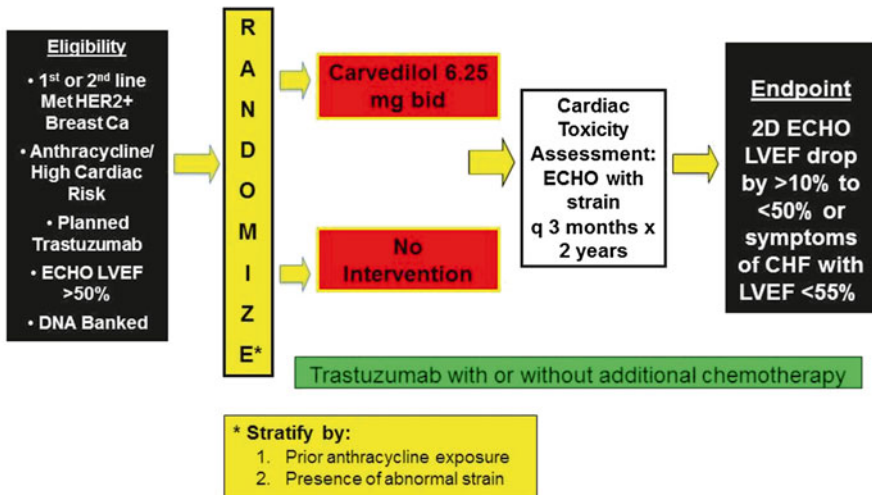 Eligibility
• 1st or 2nd line
Met HER2+
Breast Ca
• Anthracycline/
High Cardiac
Risk
• Planned
Trastuzumab
• ECHO LVEF
>50%
• DNA Banked
R
A
N
D
O
M
I
Z
E*
Carvedilol 6.25
mg bid
No
Intervention
Cardiac
Toxicity
Assessment:
ECHO with
strain
q 3 months x
2 years
Endpoint
2D ECHO
LVEF drop
by >10% to
<50% or
symptoms
of CHF with
LVEF <55%
Trastuzumab with or without additional chemotherapy
* Stratify by:
1. Prior anthracycline exposure
2. Presence of abnormal strain